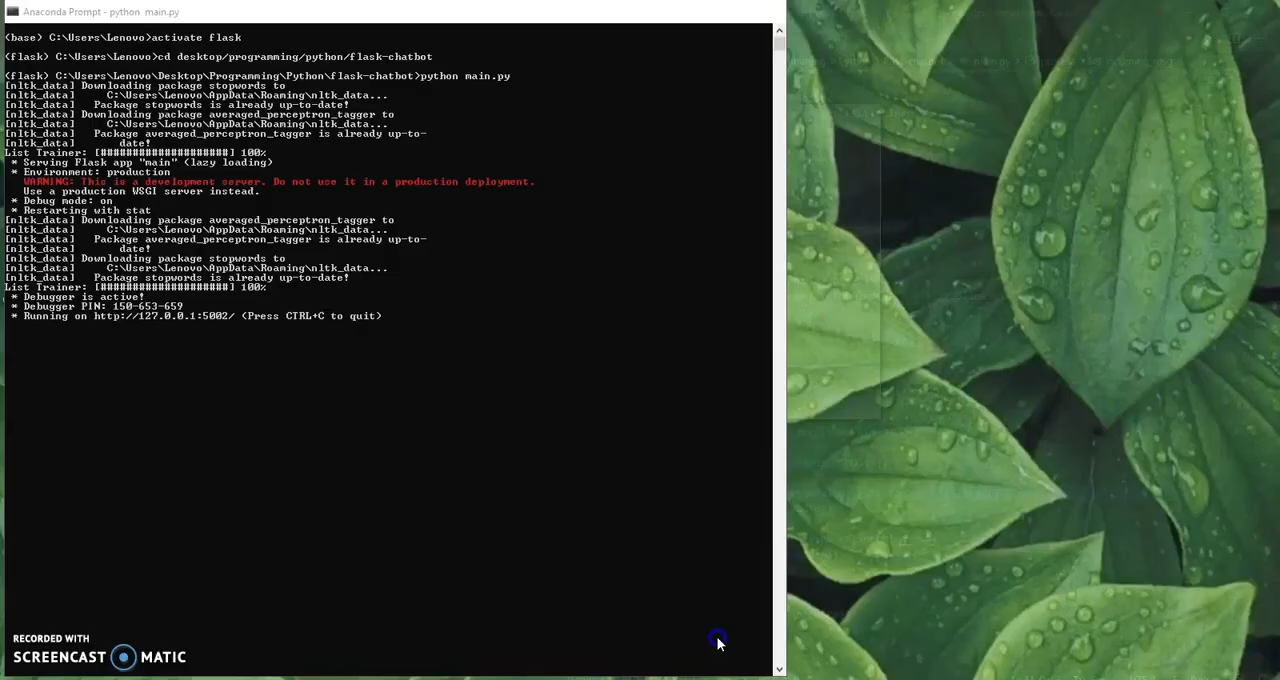 Anaconda Prompt - python  main.py
(base) C:\Users\Lenovo>activate flask
(flask) C:\Users\Lenovo>cd desktop/programming/python/flask-chatbot
(flask) C:\Users\Lenovo\Desktop\Programming\Python\flask-chatbot>python main.py
[nltk_data] Downloading package stopwords to
[nltk_data]     C:\Users\Lenovo\AppData\Roaming\nltk_data...
[nltk_data]   Package stopwords is already up-to-date!
[nltk_data] Downloading package averaged_perceptron_tagger to
[nltk_data]     C:\Users\Lenovo\AppData\Roaming\nltk_data...
[nltk_data]   Package averaged_perceptron_tagger is already up-to-
[nltk_data]       date!
List Trainer: [####################] 100%
 * Serving Flask app "main" (lazy loading)
 * Environment: production
   WARNING: This is a development server. Do not use it in a production deployment.
   Use a production WSGI server instead.
 * Debug mode: on
 * Restarting with stat
[nltk_data] Downloading package averaged_perceptron_tagger to
[nltk_data]     C:\Users\Lenovo\AppData\Roaming\nltk_data...
[nltk_data]   Package averaged_perceptron_tagger is already up-to-
[nltk_data]       date!
[nltk_data] Downloading package stopwords to
[nltk_data]     C:\Users\Lenovo\AppData\Roaming\nltk_data...
[nltk_data]   Package stopwords is already up-to-date!
List Trainer: [####################] 100%
 * Debugger is active!
 * Debugger PIN: 150-653-659
 * Running on http://127.0.0.1:5002/ (Press CTRL+C to quit)
RECORDED WITH
SCREENCAST MATIC